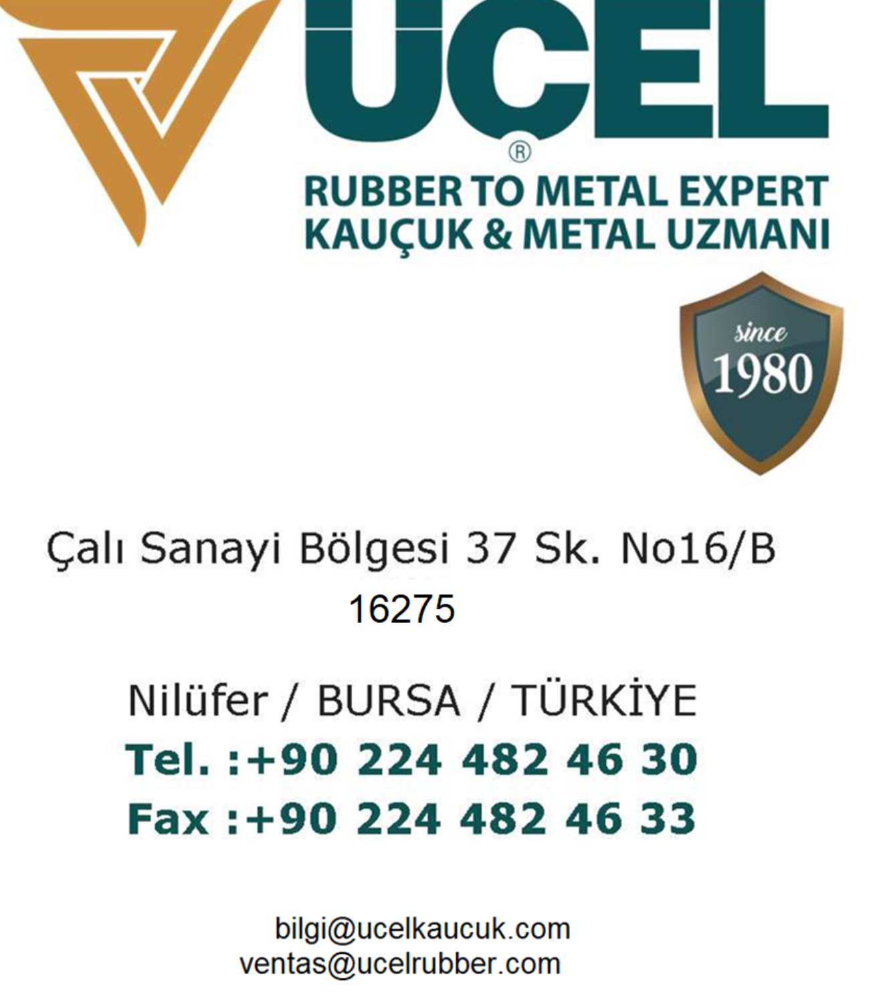 UÇEL
®
RUBBER TO METAL EXPERT
KAUÇUK & METAL UZMANI
since
1980
Çalı Sanayi Bölgesi 37 Sk. No16/B
16275
Nilüfer / BURSA / TÜRKİYE
Tel. :+90 224 482 46 30
Fax :+90 224 482 46 33
bilgi@ucelkaucuk.com
ventas@ucelrubber.com